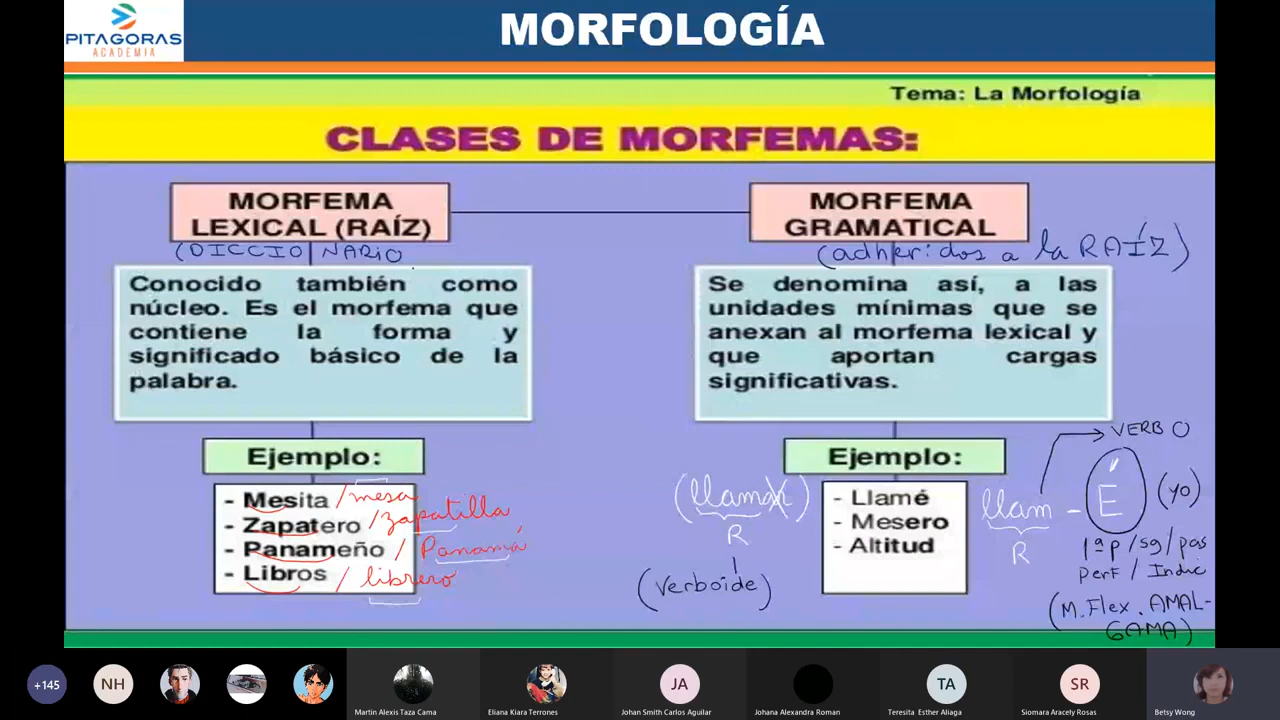 PITAGORAS
ACADEMIA
MORFOLOGÍA
Tema: La Morfología
CLASES DE MORFEMAS:
MORFEMA
LEXICAL (RAÍZ)
(DICCIONARIO
Conocido también como
núcleo. Es el morfema que
contiene la forma y
significado básico de la
palabra.
Ejemplo:
- Mesita / mesa
- Zapatero / zapatilla
- Panameño / Panamá
- Libros / librero
MORFEMA
GRAMATICAL
(adheridos a la RAÍZ)
Se denomina así, a las
unidades mínimas que se
anexan al morfema lexical y
que aportan cargas
significativas.
Ejemplo:
- Llamé
- Mesero
- Altitud
(llamar)
R
(Verboide)
VERBO
llam - É (yo)
R
1ª p / sg / pas
perf / Indic
(M. Flex. AMAL-
GAMA)
+145
NH
JA
TA
SR
Martin Alexis Taza Cama
Eliana Kiara Terrones
Johan Smith Carlos Aguilar
Johana Alexandra Roman
Teresita Esther Aliaga
Siomara Aracely Rosas
Betsy Wong